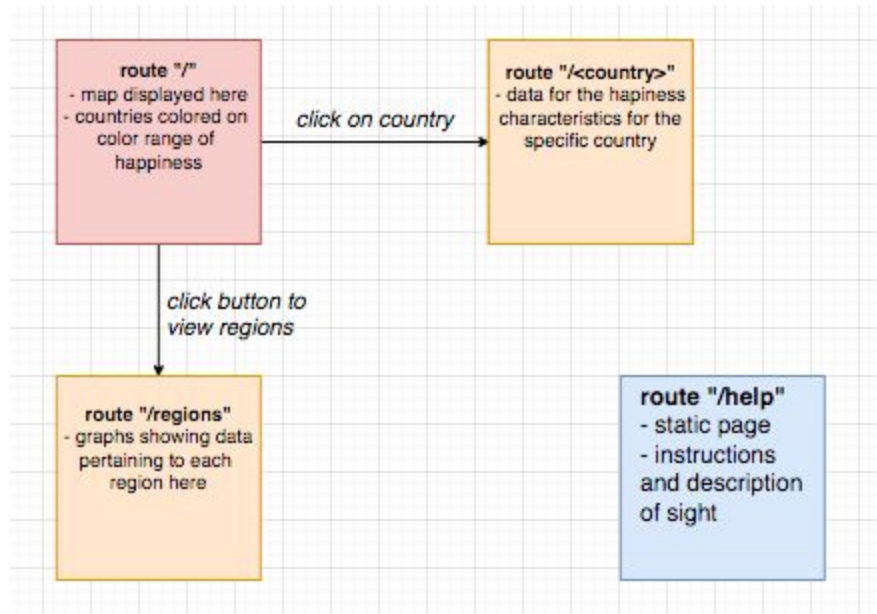 route "/"
- map displayed here
- countries colored on
color range of
happiness
click on country
route "/<country>"
- data for the hapiness
characteristics for the
specific country
click button to
view regions
route "/regions"
- graphs showing data
pertaining to each
region here
route "/help"
- static page
- instructions
and description
of sight